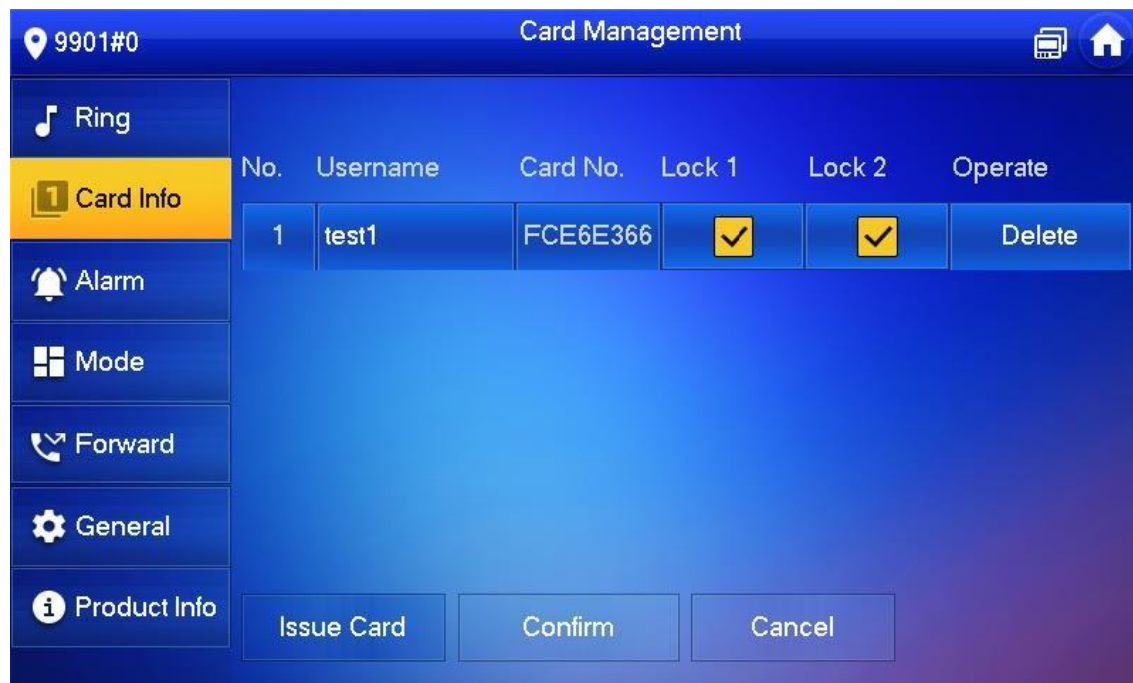 9901#0
Card Management
Ring
Card Info
Alarm
Mode
Forward
General
Product Info
No. Username Card No. Lock 1 Lock 2 Operate
1 test1 FCE6E366 Delete
Issue Card Confirm Cancel